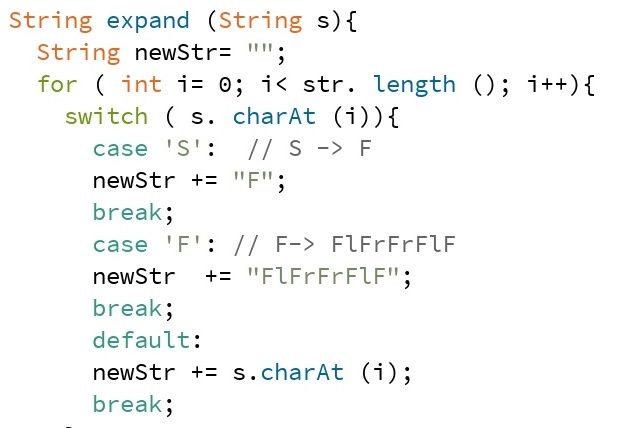 String expand (String s){
String newStr= "";
for ( int i= 0; i< str. length (); i++){
switch ( s. charAt (i)){
case 'S':  // S -> F
newStr += "F";
break;
case 'F': // F-> FlFrFrFlF
newStr  += "FlFrFrFlF";
break;
default:
newStr += s.charAt (i);
break;